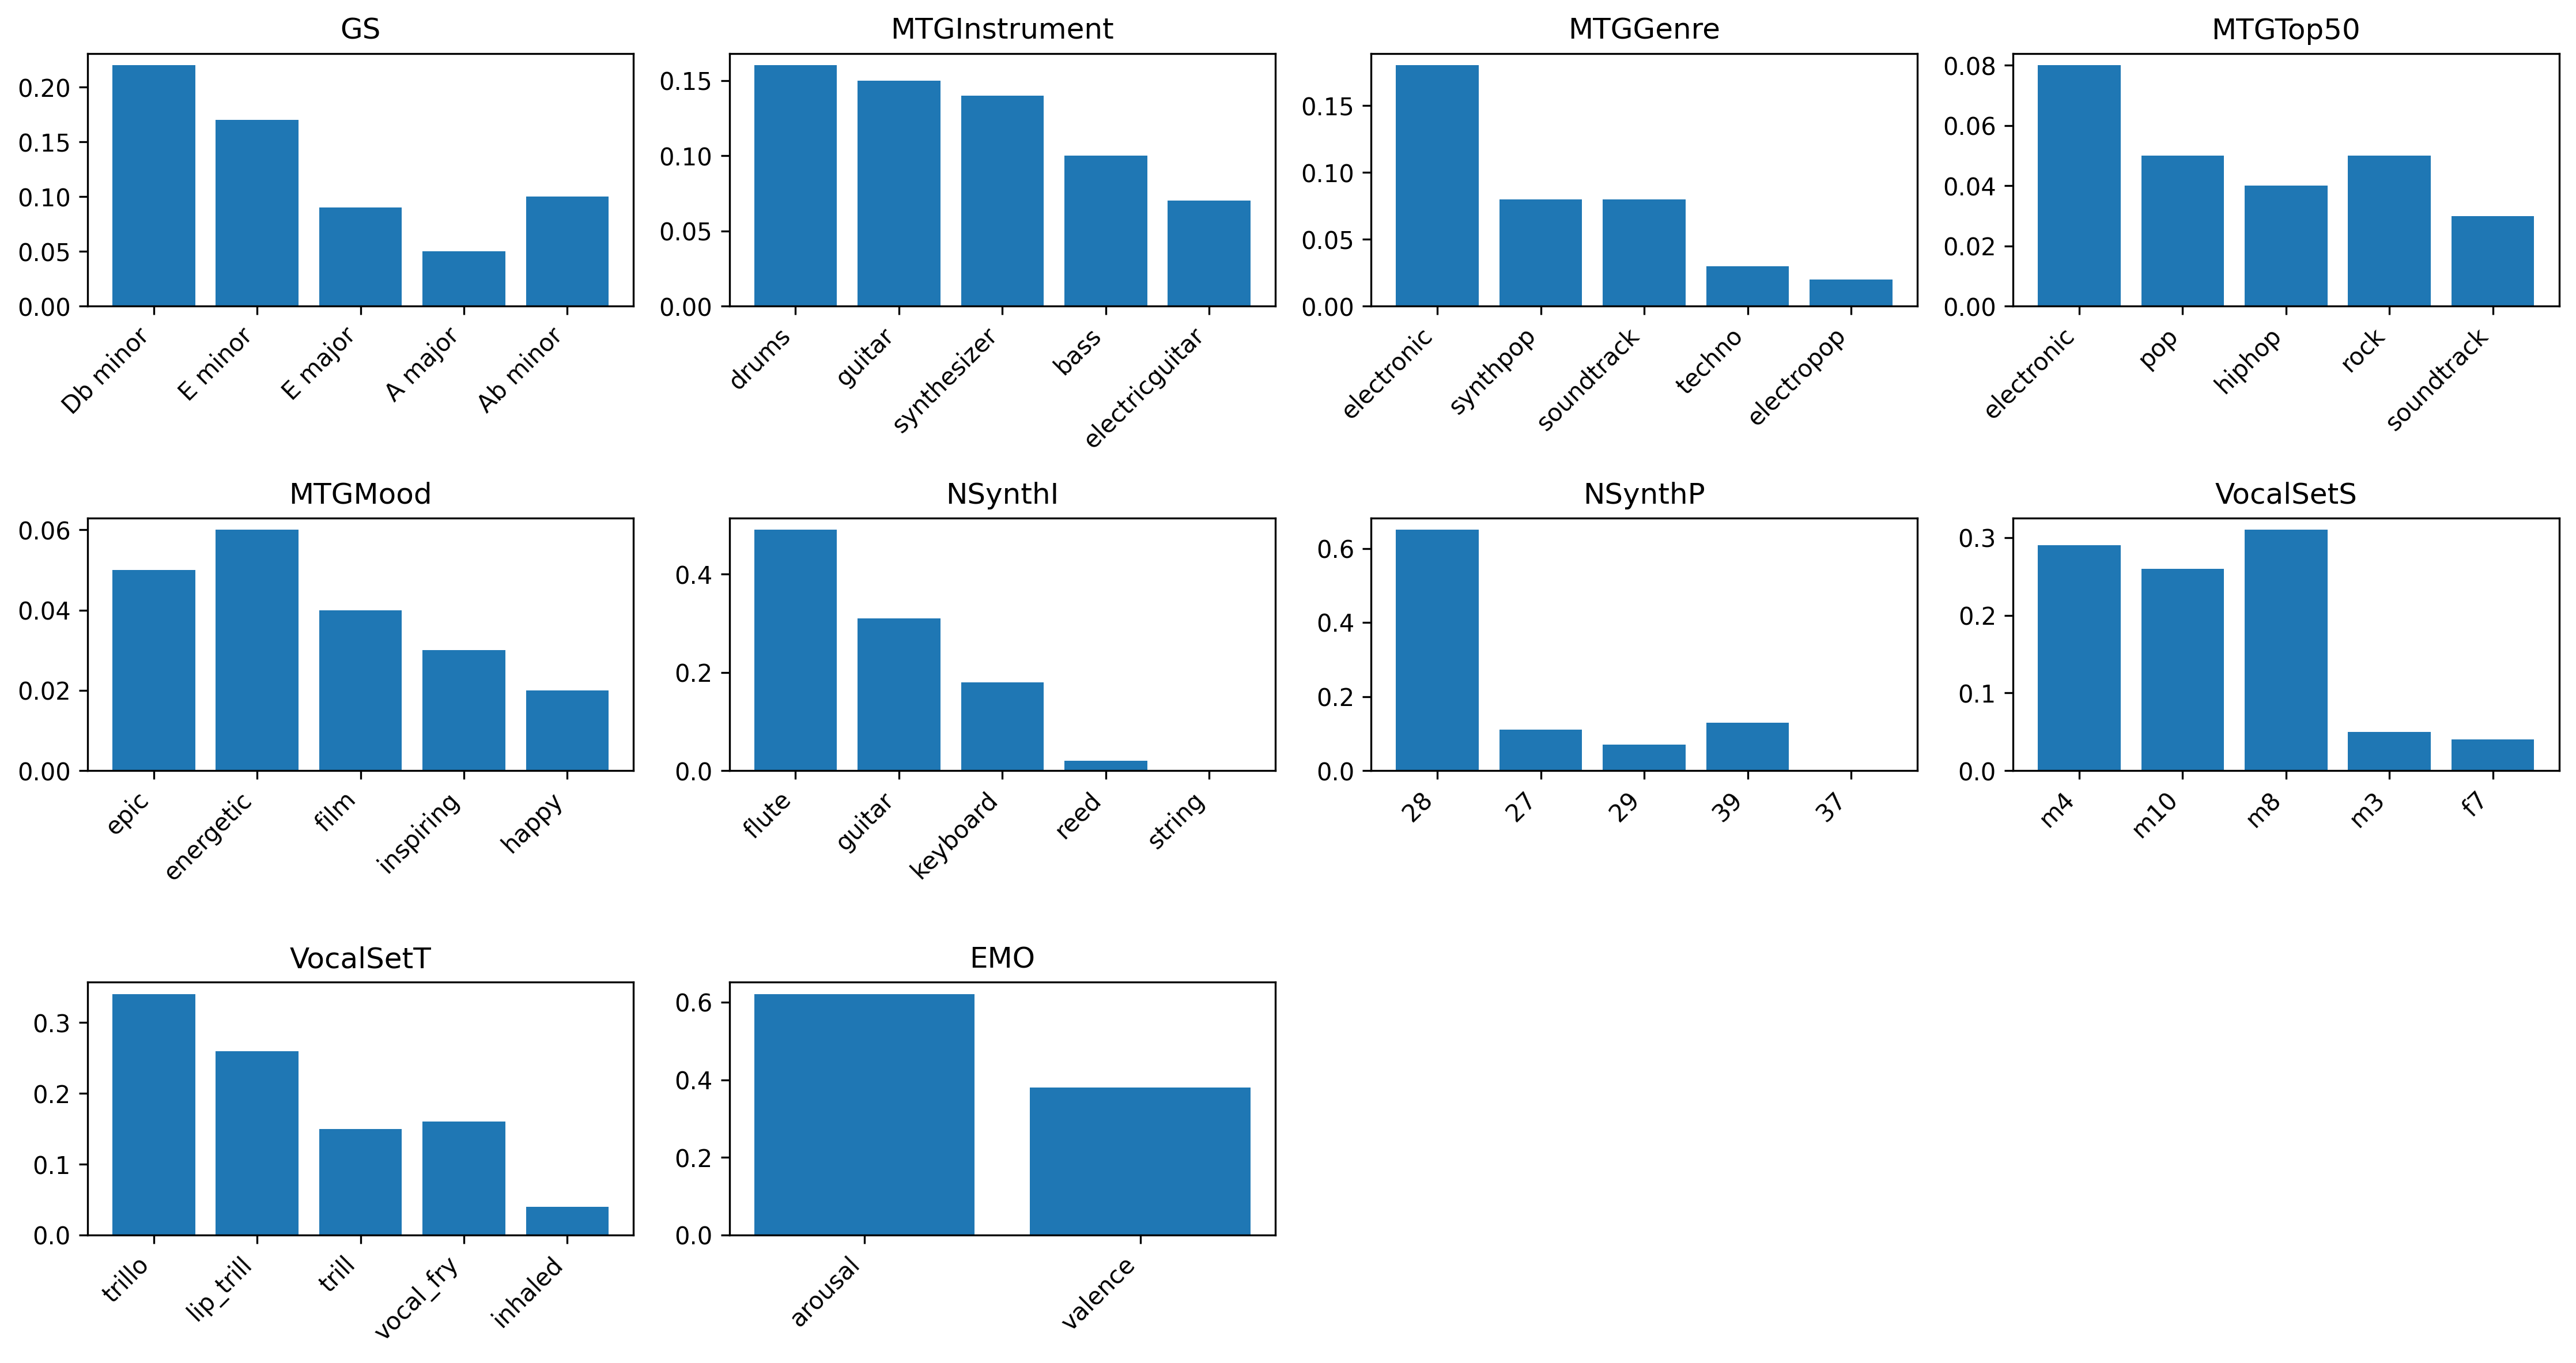 GS
0.20
0.15
0.10
0.05
0.00
Db minor
E minor
E major
A major
Ab minor
MTGInstrument
0.15
0.10
0.05
0.00
drums
guitar
synthesizer
bass
electricguitar
MTGGenre
0.15
0.10
0.05
0.00
electronic
synthpop
soundtrack
techno
electropop
MTGTop50
0.08
0.06
0.04
0.02
0.00
electronic
pop
hiphop
rock
soundtrack
MTGMood
0.06
0.04
0.02
0.00
epic
energetic
film
inspiring
happy
NSynthI
0.4
0.2
0.0
flute
guitar
keyboard
reed
string
NSynthP
0.6
0.4
0.2
0.0
28
27
29
39
37
VocalSetS
0.3
0.2
0.1
0.0
m4
m10
m8
m3
f7
VocalSetT
0.3
0.2
0.1
0.0
trillo
lip_trill
trill
vocal_fry
inhaled
EMO
0.6
0.4
0.2
0.0
arousal
valence